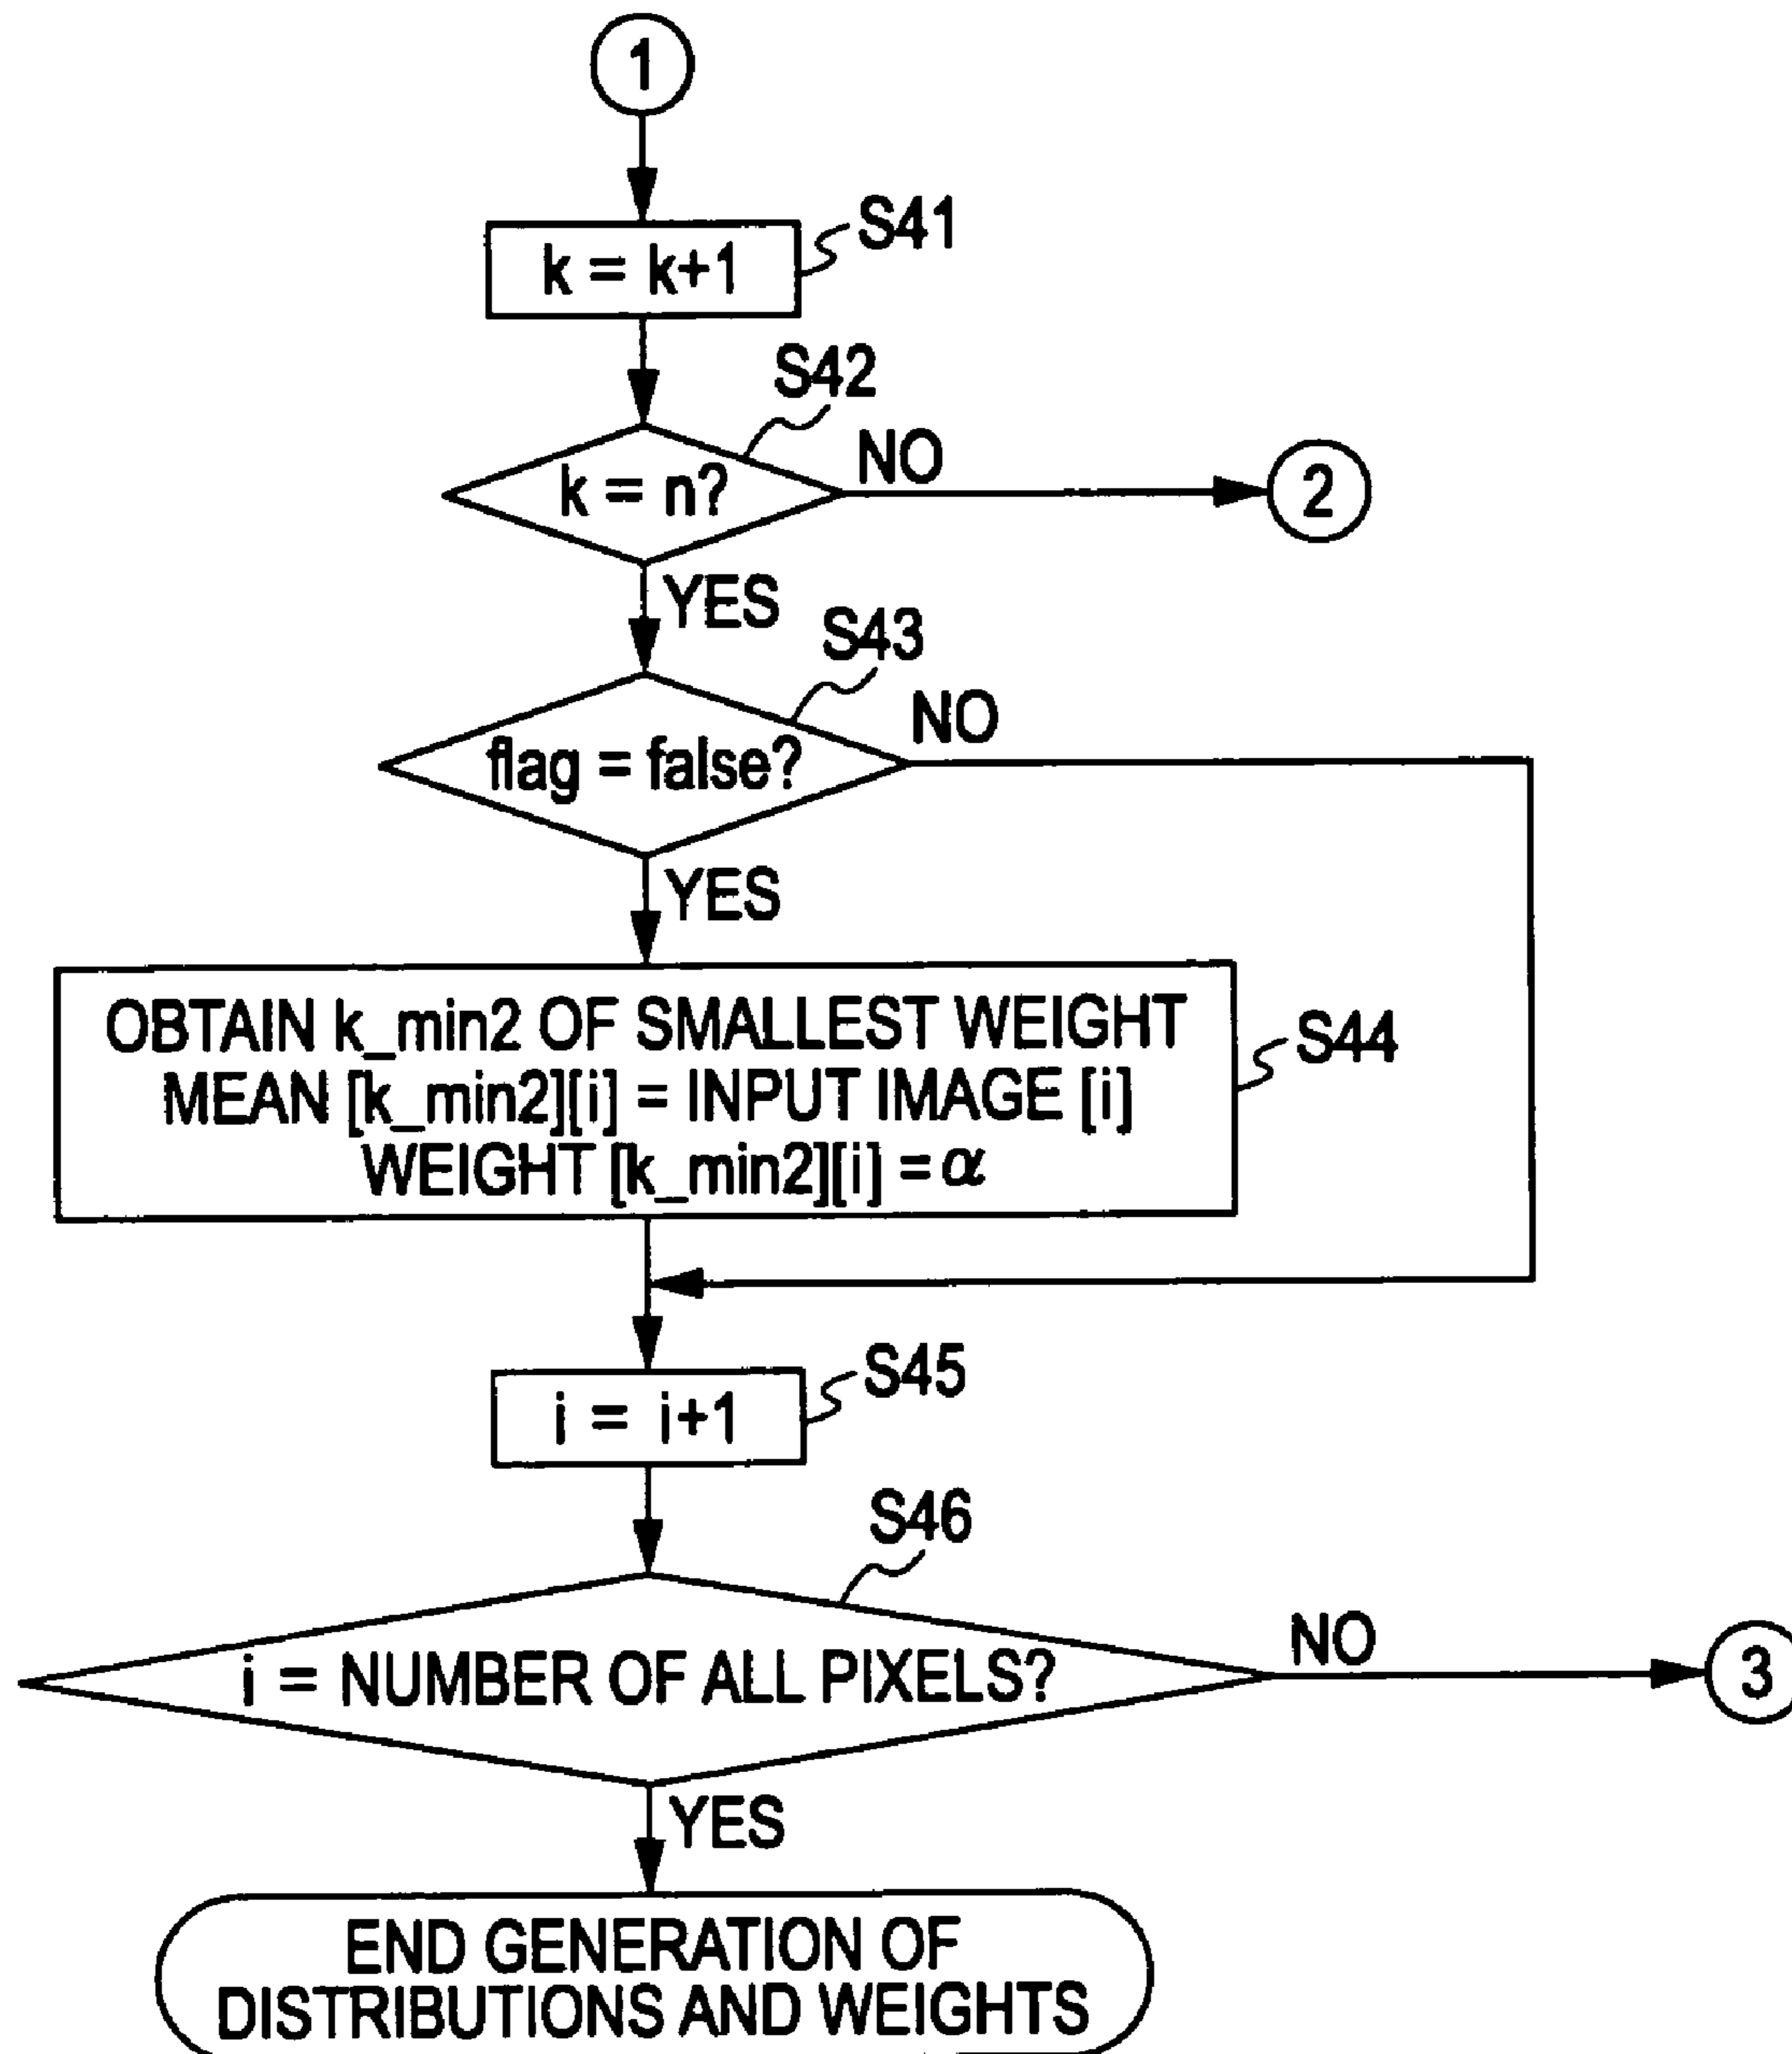 1
S41
k = k+1
S42
k = n?
NO
2
YES
S43
flag = false?
NO
YES
OBTAIN k_min2 OF SMALLEST WEIGHT
MEAN [k_min2][i] = INPUT IMAGE [i]
WEIGHT [k_min2][i] = α
S44
S45
i = i+1
S46
i = NUMBER OF ALL PIXELS?
NO
3
YES
END GENERATION OF
DISTRIBUTIONS AND WEIGHTS